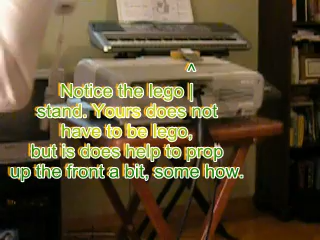 ^
Notice the lego |
stand. Yours does not
have to be lego,
but is does help to prop
up the front a bit, some how.